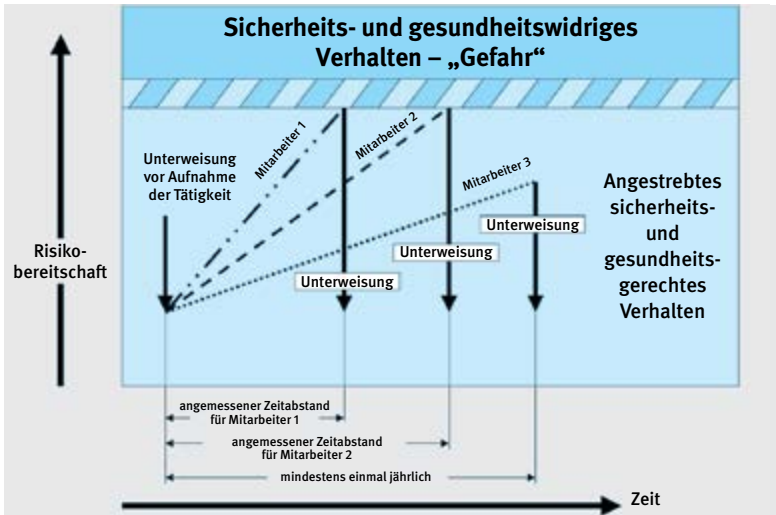 Sicherheits- und gesundheitswidriges
Verhalten – „Gefahr“
Unterweisung
vor Aufnahme
der Tätigkeit
Mitarbeiter 1
Mitarbeiter 2
Mitarbeiter 3
Risiko-
bereitschaft
Unterweisung
Unterweisung
Unterweisung
Angestrebtes
sicherheits-
und
gesundheits-
gerechtes
Verhalten
angemessener Zeitabstand
für Mitarbeiter 1
angemessener Zeitabstand
für Mitarbeiter 2
mindestens einmal jährlich
Zeit